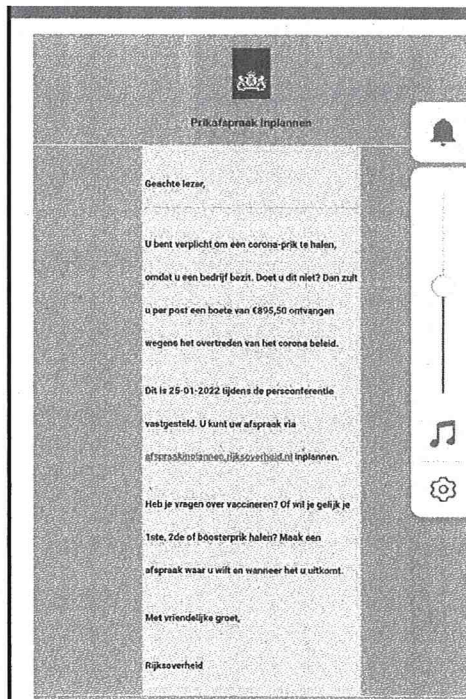 Prikafspraak inplannen
Geachte lezer,
U bent verplicht om een corona-prik te halen,
omdat u een bedrijf bezit. Doet u dit niet? Dan zult
u per post een boete van €895,50 ontvangen
wegens het overtreden van het corona beleid.
Dit is 25-01-2022 tijdens de persconferentie
vastgesteld. U kunt uw afspraak via
afspraakinplannen.rijksoverheid.nl inplannen.
Heb je vragen over vaccineren? Of wil je gelijk je
1ste, 2de of boosterprik halen? Maak een
afspraak waar u wilt en wanneer het u uitkomt.
Met vriendelijke groet,
Rijksoverheid